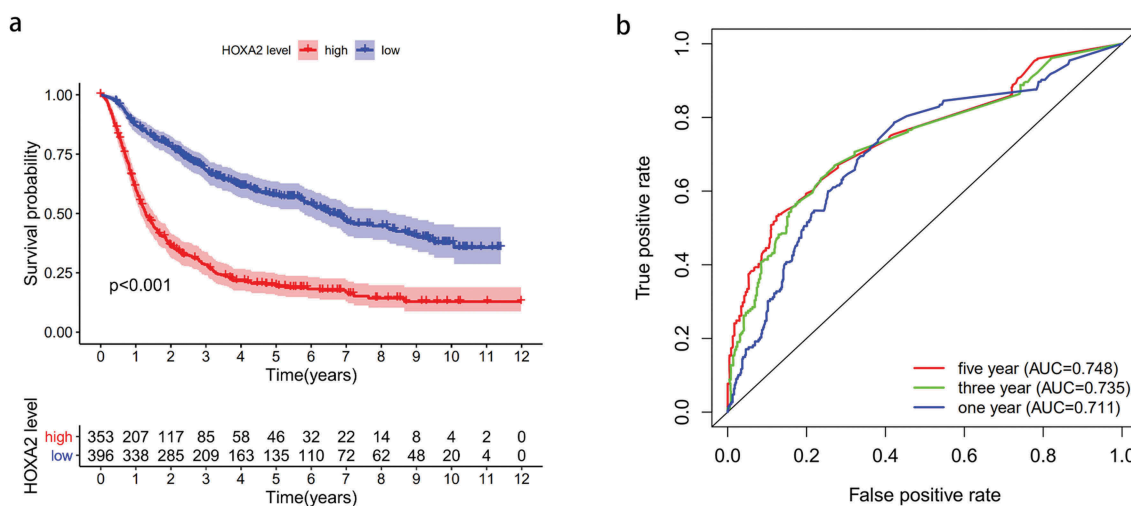 a
HOXA2 level high low
1.00
0.75
0.50
0.25
0.00
Survival probability
p<0.001
0 1 2 3 4 5 6 7 8 9 10 11 12
Time(years)
HOXA2 level
high 353 207 117 85 58 46 32 22 14 8 4 2 0
low 396 338 285 209 163 135 110 72 62 48 20 4 0
0 1 2 3 4 5 6 7 8 9 10 11 12
Time(years)
b
1.0
0.8
0.6
0.4
0.2
0.0
True positive rate
five year (AUC=0.748)
three year (AUC=0.735)
one year (AUC=0.711)
0.0 0.2 0.4 0.6 0.8 1.0
False positive rate